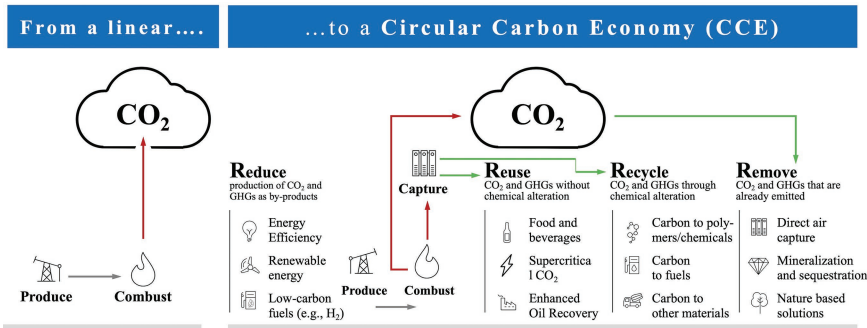 From a linear....
...to a Circular Carbon Economy (CCE)
CO2
Produce
Combust
CO2
Reduce
production of CO2 and
GHGs as by-products
Energy
Efficiency
Renewable
energy
Low-carbon
fuels (e.g., H2)
Produce
Combust
Capture
Reuse
CO2 and GHGs without
chemical alteration
Food and
beverages
Supercritica
l CO2
Enhanced
Oil Recovery
Recycle
CO2 and GHGs through
chemical alteration
Carbon to poly-
mers/chemicals
Carbon
to fuels
Carbon to
other materials
Remove
CO2 and GHGs that are
already emitted
Direct air
capture
Mineralization
and sequestration
Nature based
solutions